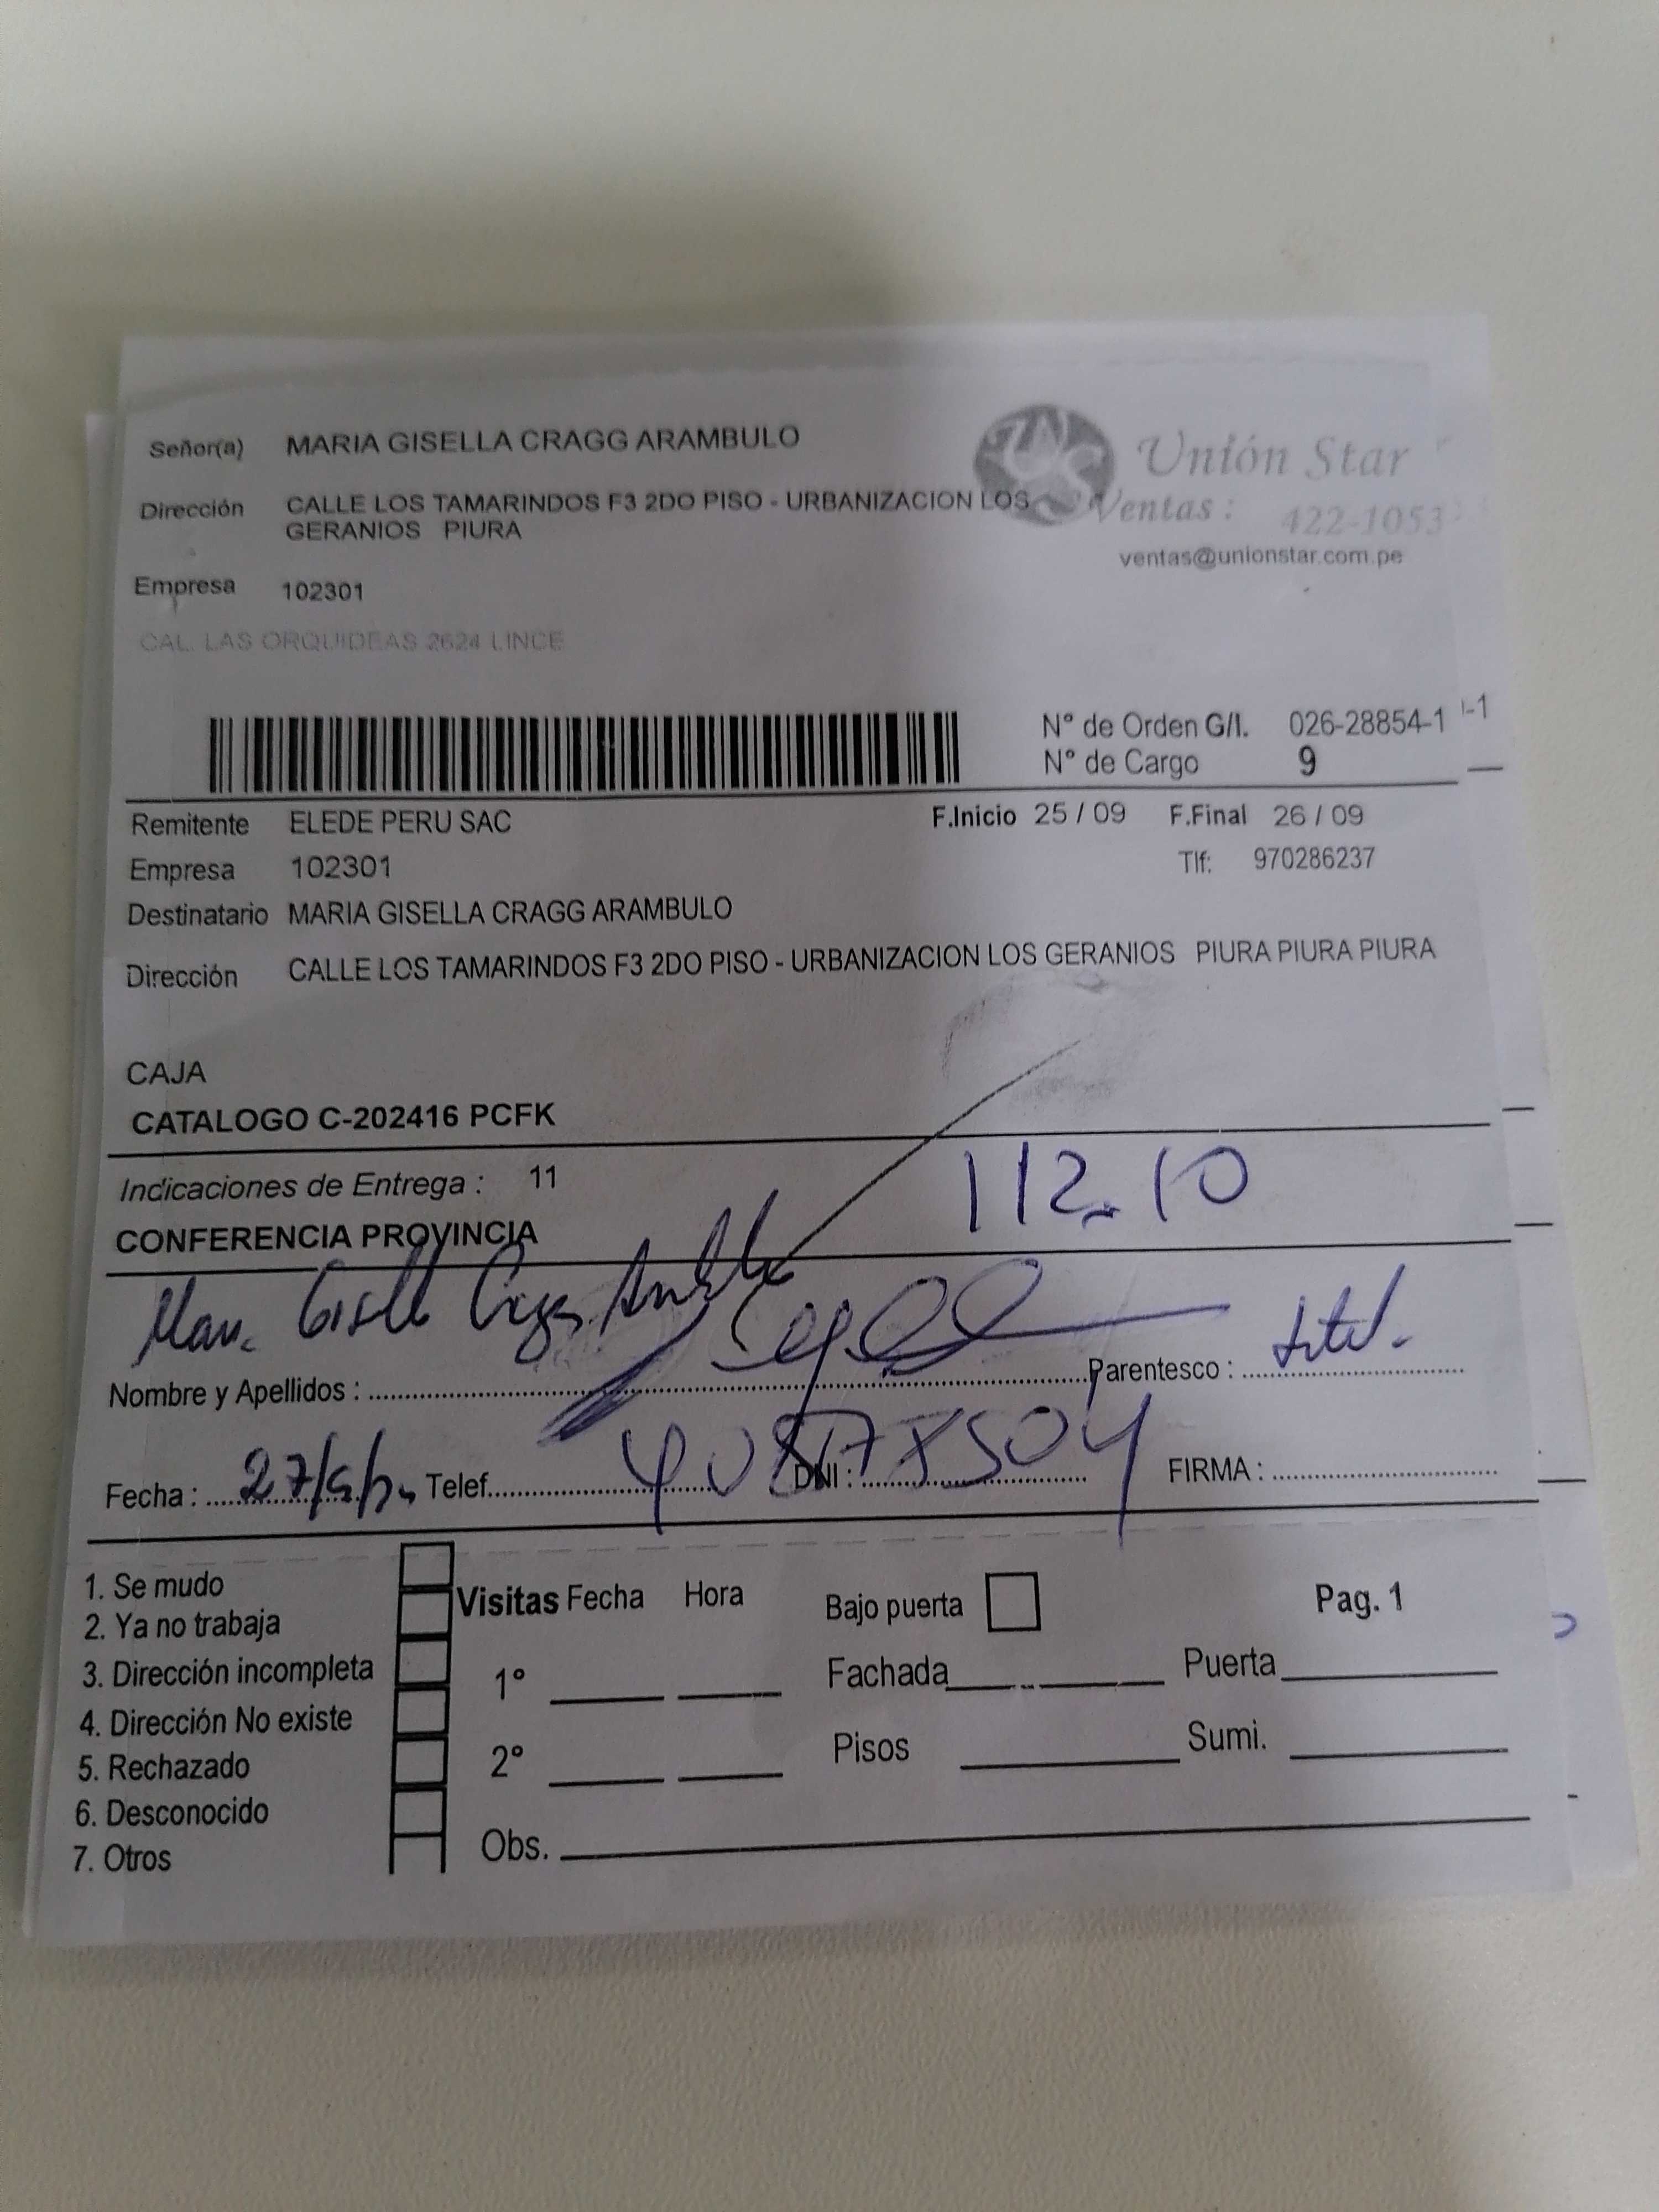 Señor(a) MARIA GISELLA CRAGG ARAMBULO
Unión Star
Dirección CALLE LOS TAMARINDOS F3 2DO PISO - URBANIZACION LOS
GERANIOS PIURA
Ventas : 422-1053
ventas@unionstar.com.pe
Empresa 102301
CAL. LAS ORQUIDEAS 2624 LINCE
N° de Orden G/I. 026-28854-1 -1
N° de Cargo 9
Remitente ELEDE PERU SAC F.Inicio 25 / 09 F.Final 26 / 09
Empresa 102301 Tlf: 970286237
Destinatario MARIA GISELLA CRAGG ARAMBULO
Dirección CALLE LOS TAMARINDOS F3 2DO PISO - URBANIZACION LOS GERANIOS PIURA PIURA PIURA
CAJA
CATALOGO C-202416 PCFK
Indicaciones de Entrega : 11
112.10
CONFERENCIA PROVINCIA
Gisell
Nombre y Apellidos : Parentesco :
Fecha : Telef. DNI : FIRMA :
1. Se mudo
2. Ya no trabaja
3. Dirección incompleta
4. Dirección No existe
5. Rechazado
6. Desconocido
7. Otros
Visitas Fecha Hora
1°
2°
Obs.
Bajo puerta Pag. 1
Fachada Puerta
Pisos Sumi.